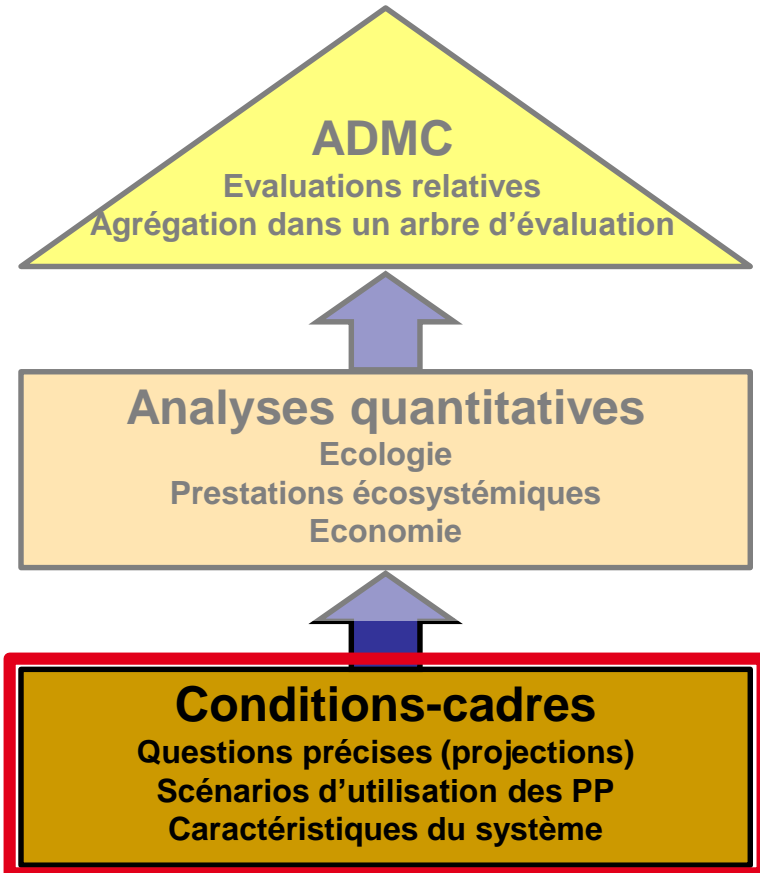 ADMC
Evaluations relatives
Agrégation dans un arbre d’évaluation
Analyses quantitatives
Ecologie
Prestations écosystémiques
Economie
Conditions-cadres
Questions précises (projections)
Scénarios d’utilisation des PP
Caractéristiques du système